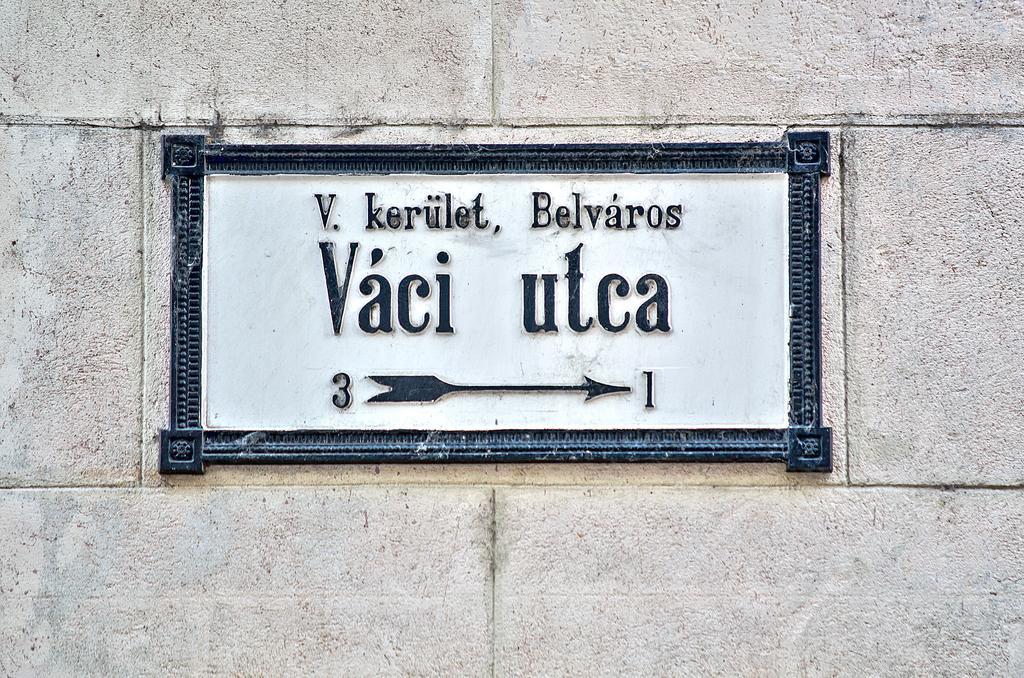 V. kerület, Belváros
Váci utca
3 1